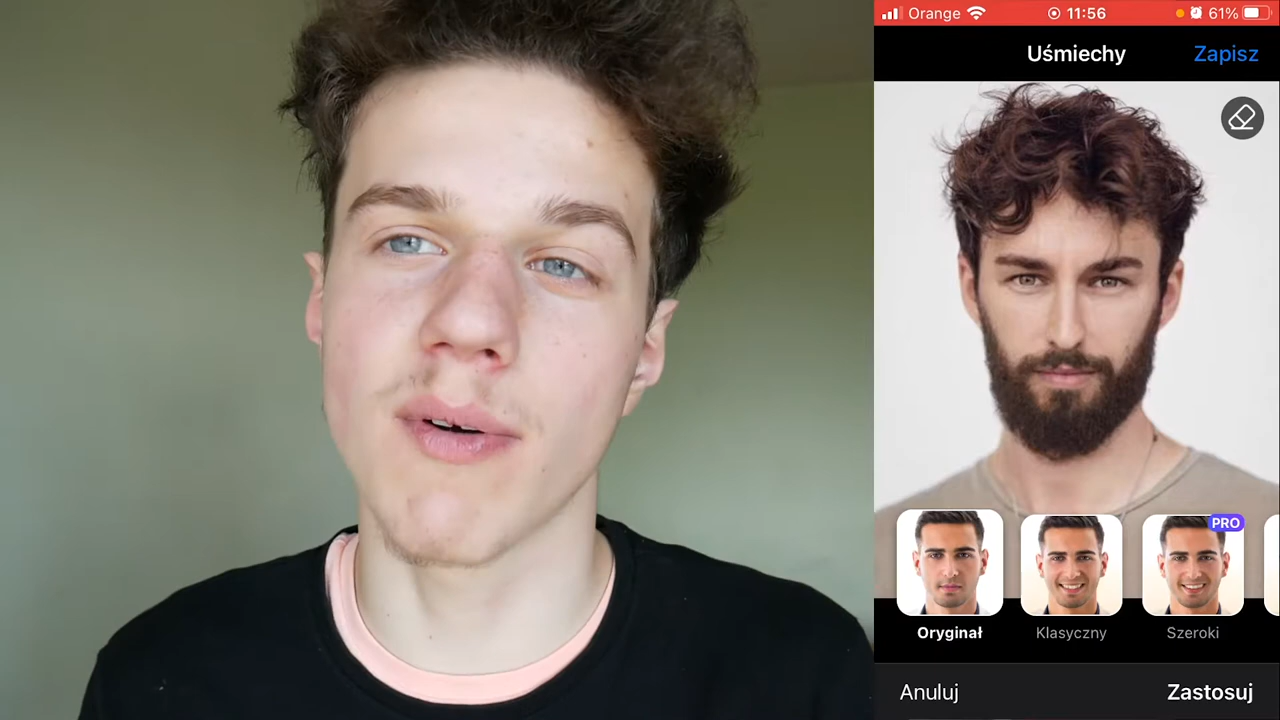 Orange 11:56 61%
Uśmiechy Zapisz
PRO
Oryginał Klasyczny Szeroki
Anuluj Zastosuj